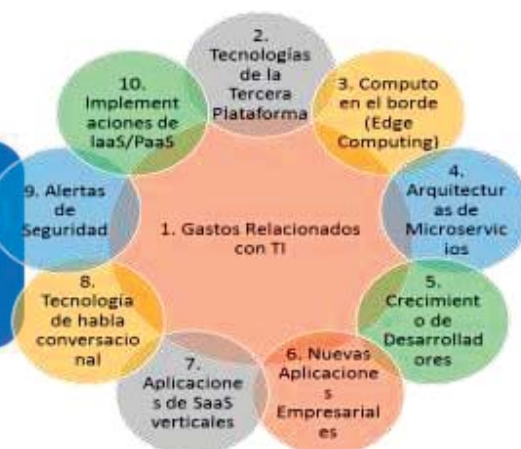 2.
Tecnologías
de la
Tercera
Plataforma
3. Computo
en el borde
(Edge
Computing)
4.
Arquitectur
as de
Microservic
ios
5.
Crecimient
o de
Desarrollad
ores
6. Nuevas
Aplicacione
s
Empresarial
es
7.
Aplicacione
s de SaaS
verticales
8.
Tecnología
de habla
conversacio
nal
9. Alertas
de
Seguridad
10.
Implement
aciones de
IaaS/PaaS
1. Gastos Relacionados
con TI